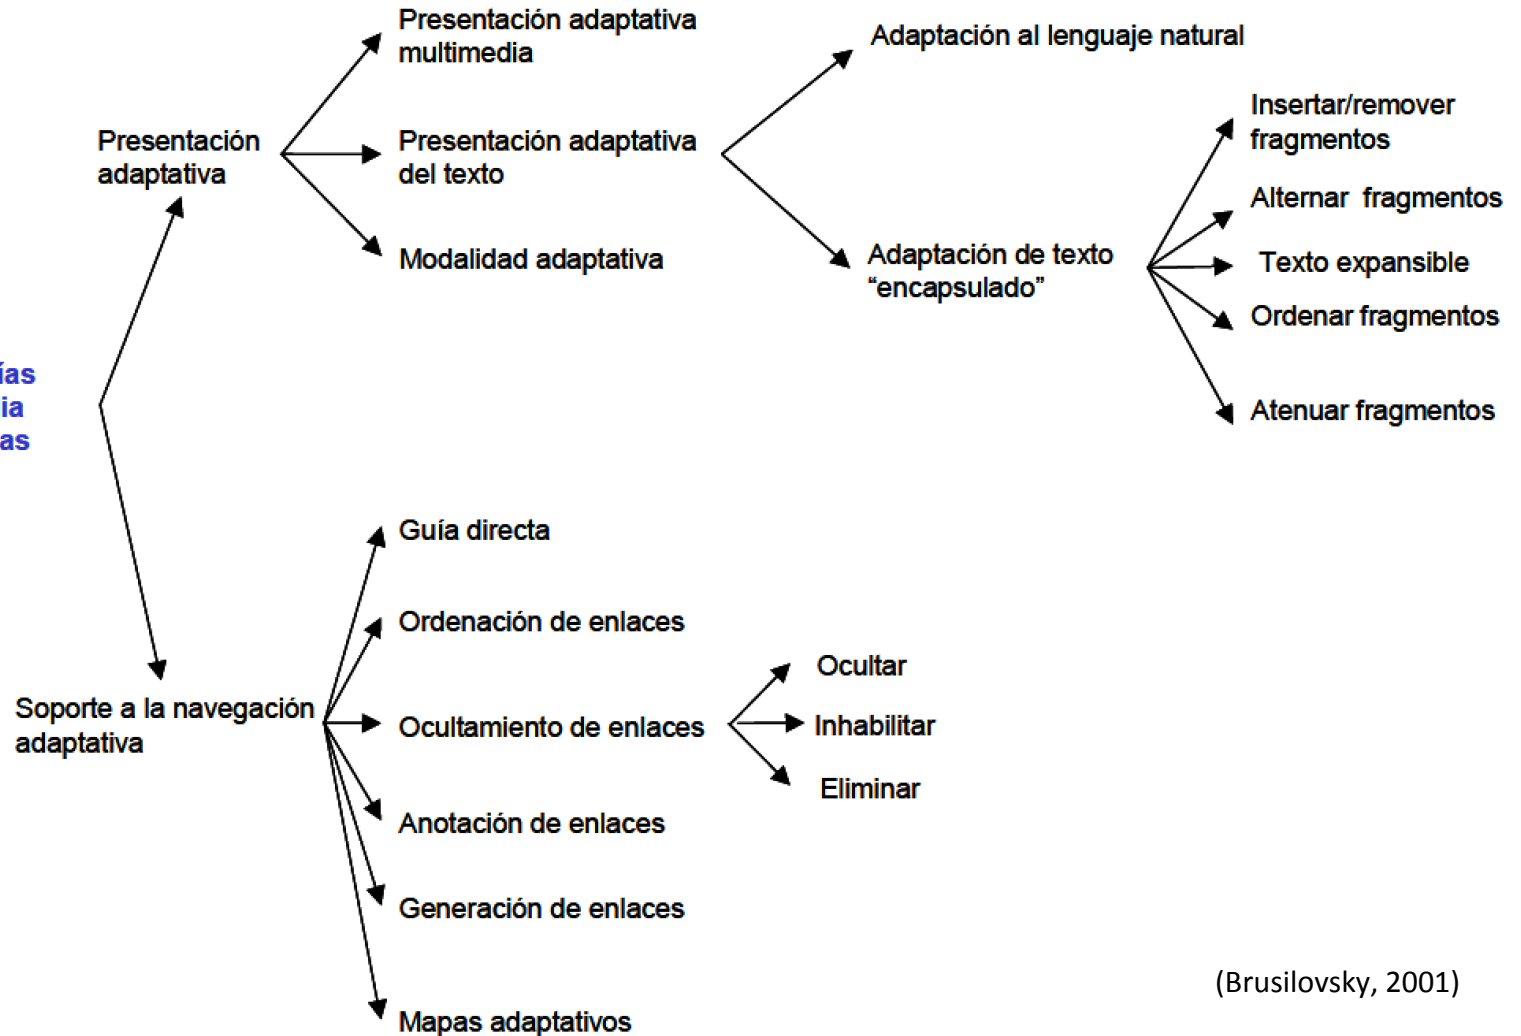 Presentación adaptativa
multimedia
Adaptación al lenguaje natural
Insertar/remover
fragmentos
Presentación
adaptativa
Presentación adaptativa
del texto
Alternar fragmentos
Modalidad adaptativa
Adaptación de texto
“encapsulado”
Texto expansible
Ordenar fragmentos
Atenuar fragmentos
Guía directa
Ordenación de enlaces
Ocultar
Soporte a la navegación
adaptativa
Ocultamiento de enlaces
Inhabilitar
Eliminar
Anotación de enlaces
Generación de enlaces
Mapas adaptativos
(Brusilovsky, 2001)